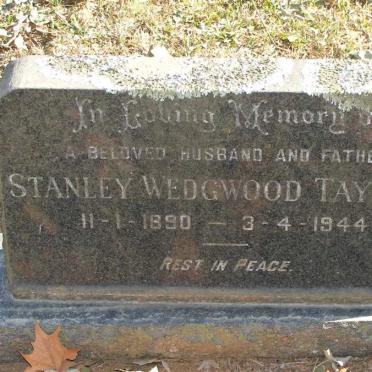 In Loving Memory
A BELOVED HUSBAND AND FATHE
STANLEY WEDGWOOD TAY
11-1-1890 — 3-4-1944
REST IN PEACE.